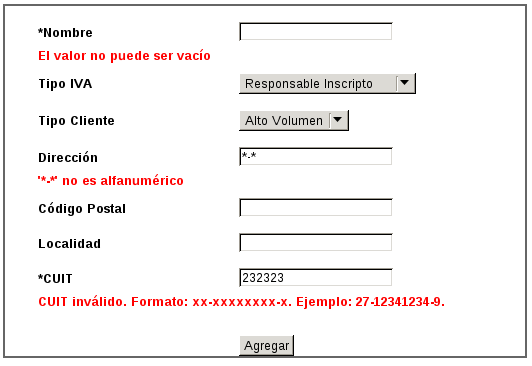 *Nombre
El valor no puede ser vacío
Tipo IVA Responsable Inscripto
Tipo Cliente Alto Volumen
Dirección *-*
'*-*' no es alfanumérico
Código Postal
Localidad
*CUIT 232323
CUIT inválido. Formato: xx-xxxxxxxx-x. Ejemplo: 27-12341234-9.
Agregar